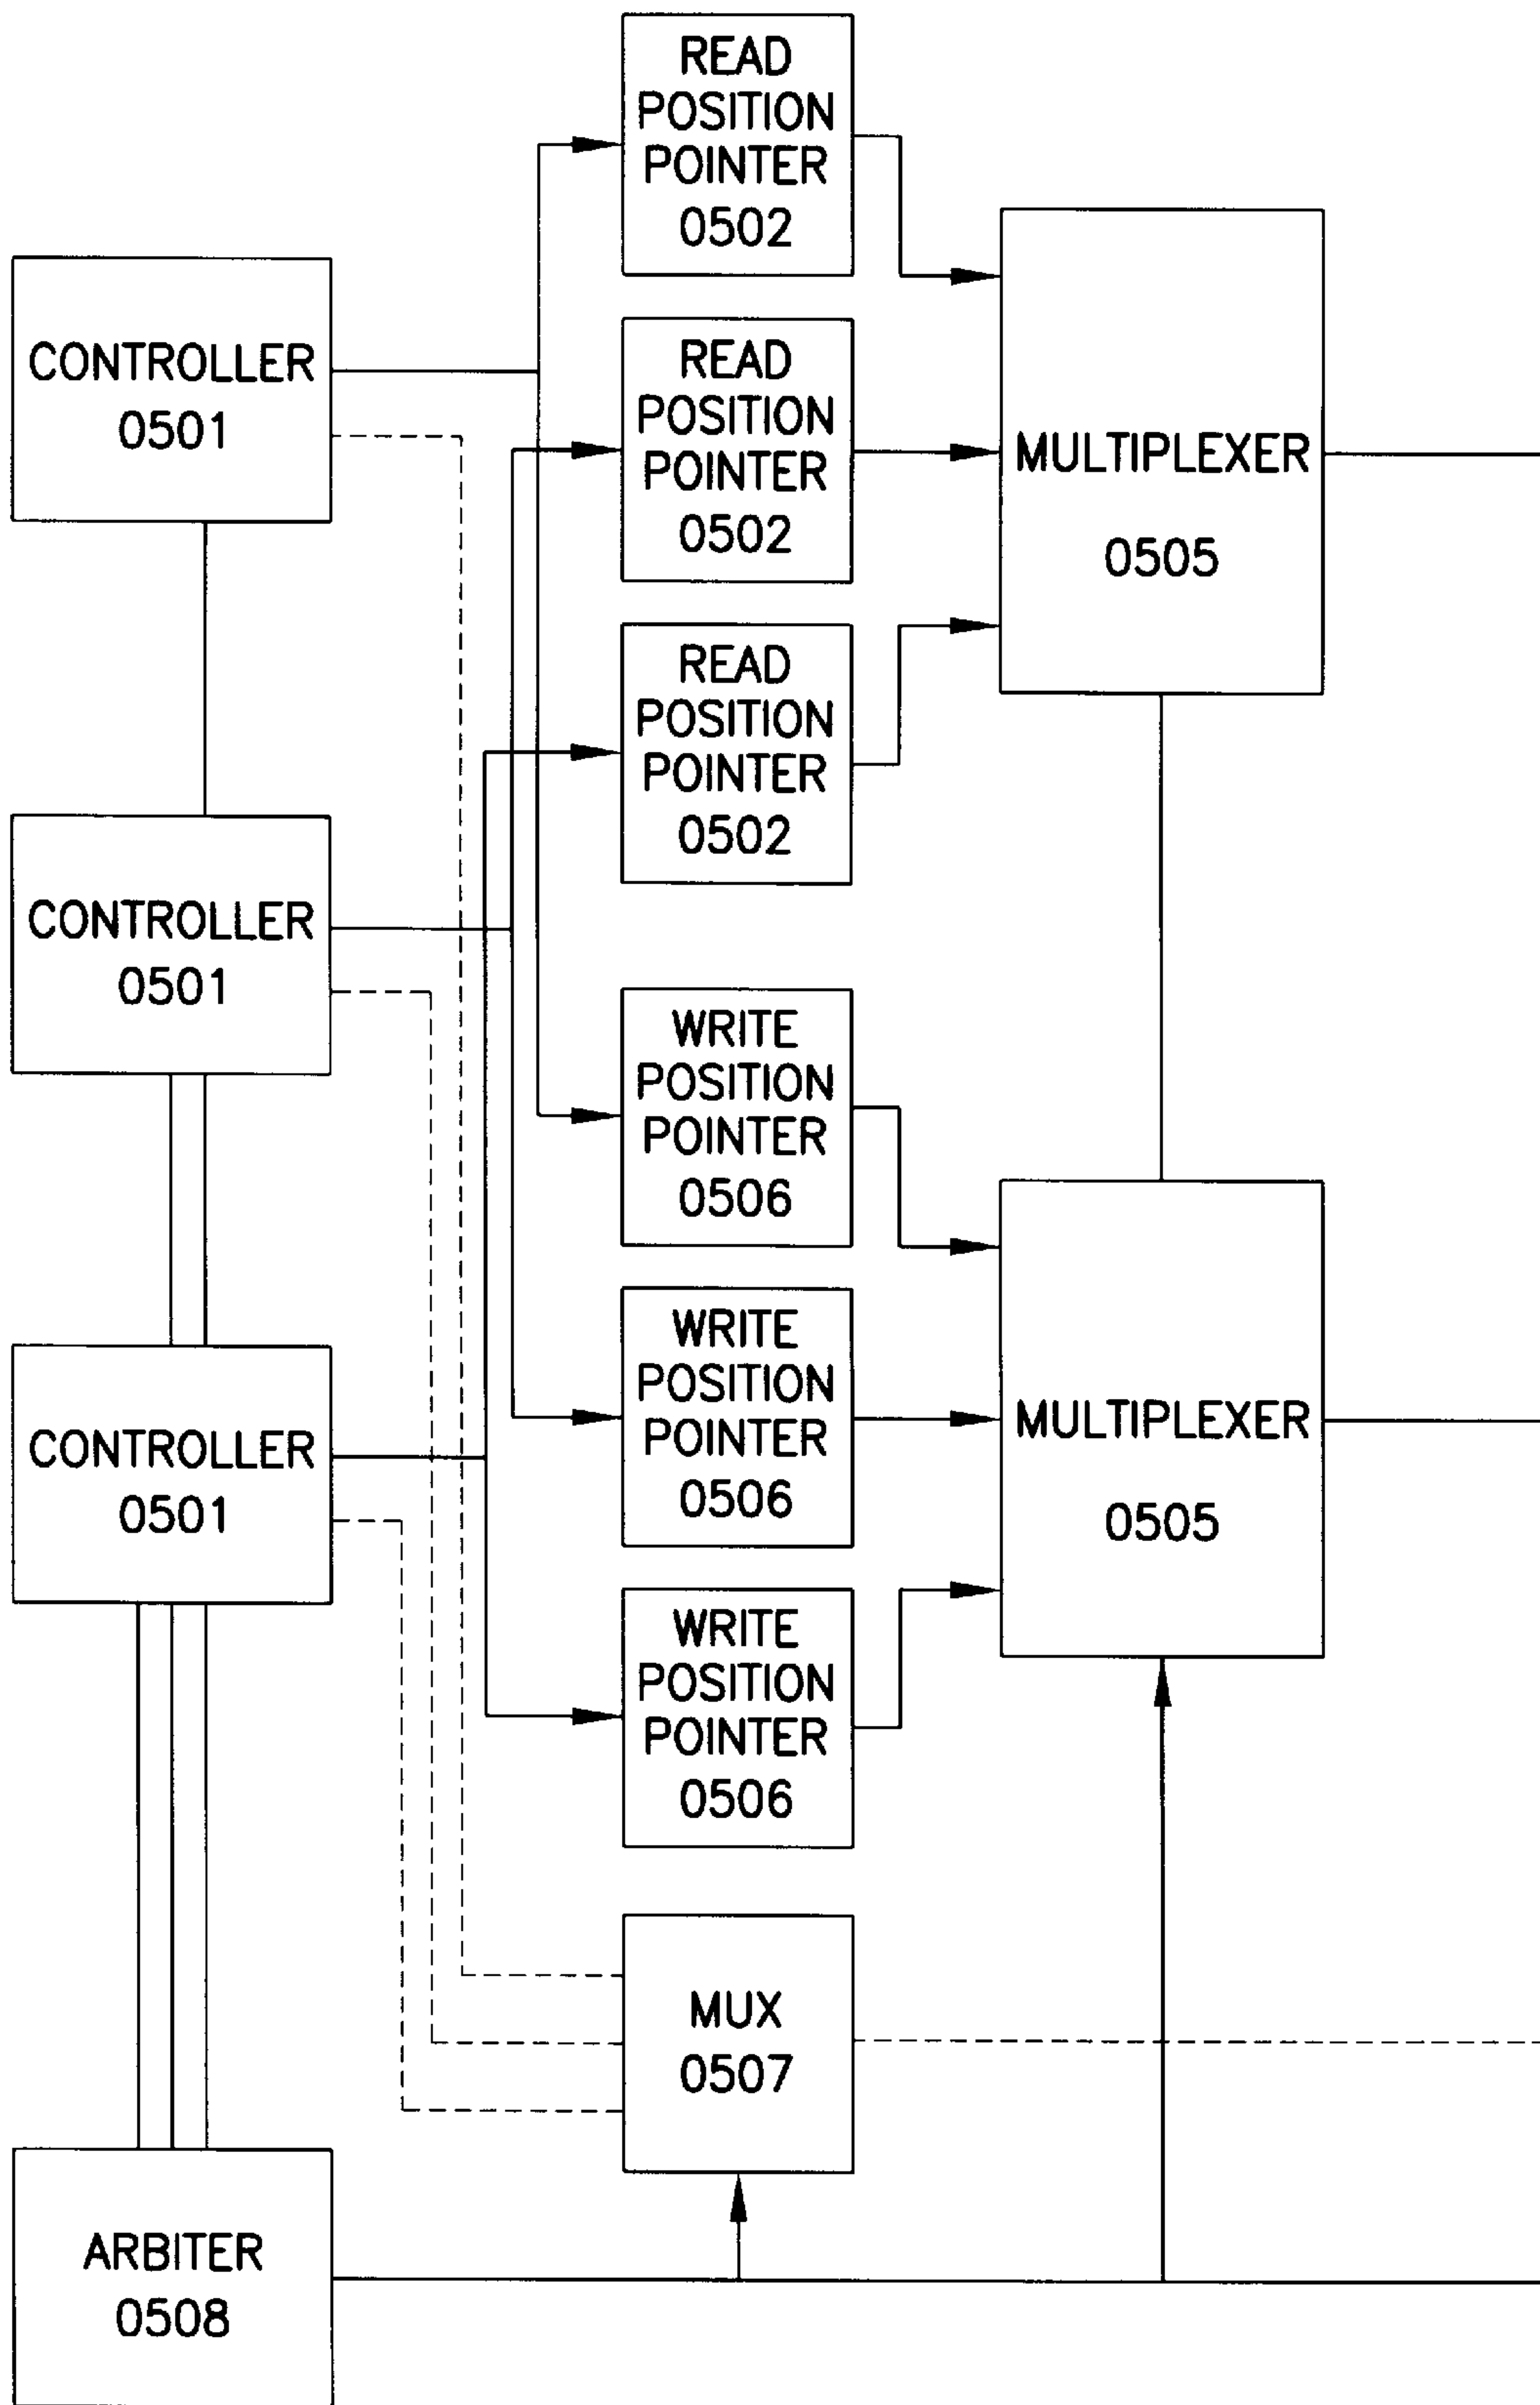 READ
POSITION
POINTER
0502
CONTROLLER
0501
READ
POSITION
POINTER
0502
MULTIPLEXER
0505
READ
POSITION
POINTER
0502
CONTROLLER
0501
WRITE
POSITION
POINTER
0506
CONTROLLER
0501
WRITE
POSITION
POINTER
0506
MULTIPLEXER
0505
WRITE
POSITION
POINTER
0506
MUX
0507
ARBITER
0508